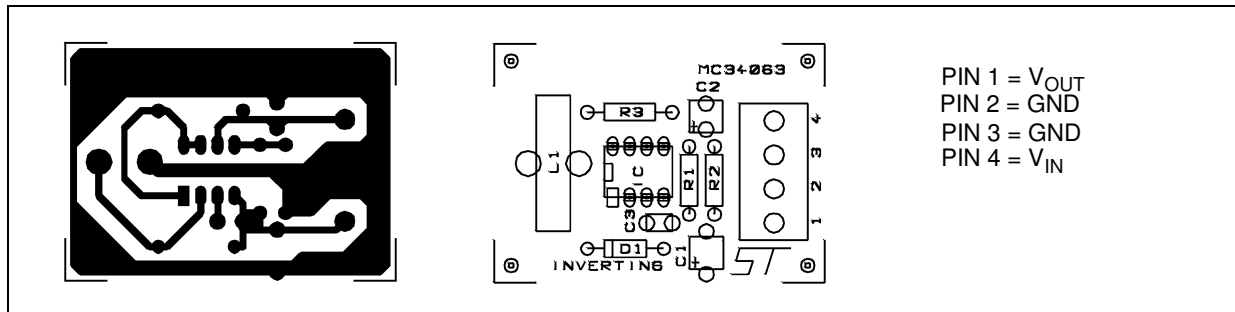 MC34063
C2
R3
+
4
3
2
1
L1
IC
R1
R2
C3
D1
C1
+
INVERTING
ST
PIN 1 = VOUT
PIN 2 = GND
PIN 3 = GND
PIN 4 = VIN